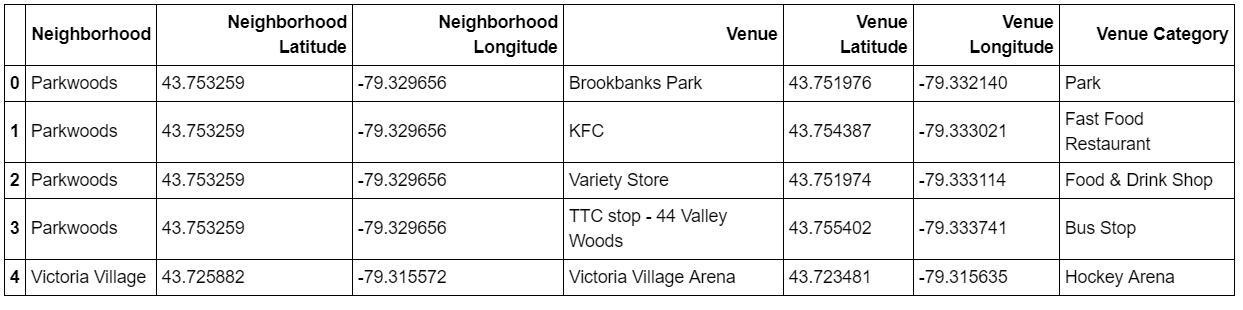 Neighborhood Neighborhood Latitude Neighborhood Longitude Venue Venue Latitude Venue Longitude Venue Category
0 Parkwoods 43.753259 -79.329656 Brookbanks Park 43.751976 -79.332140 Park
1 Parkwoods 43.753259 -79.329656 KFC 43.754387 -79.333021 Fast Food Restaurant
2 Parkwoods 43.753259 -79.329656 Variety Store 43.751974 -79.333114 Food & Drink Shop
3 Parkwoods 43.753259 -79.329656 TTC stop - 44 Valley Woods 43.755402 -79.333741 Bus Stop
4 Victoria Village 43.725882 -79.315572 Victoria Village Arena 43.723481 -79.315635 Hockey Arena